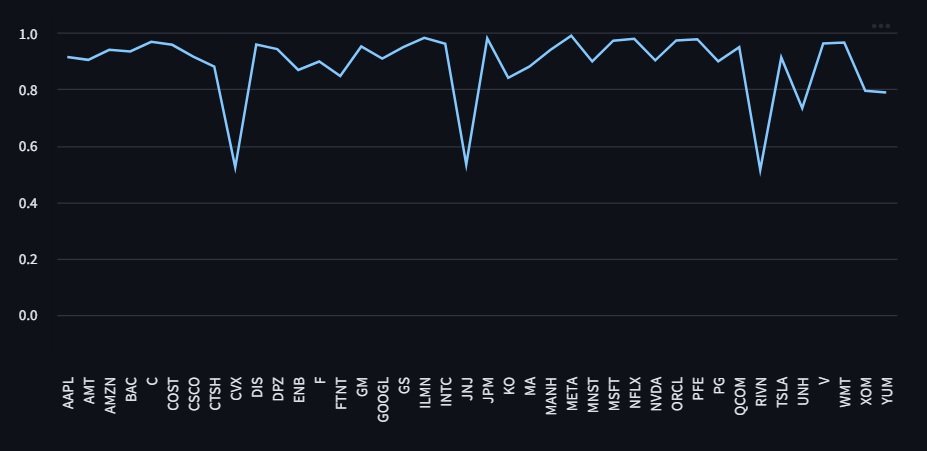 1.0
0.8
0.6
0.4
0.2
0.0
AAPL
AMT
AMZN
BAC
C
COST
CSCO
CTSH
CVX
DIS
DPZ
ENB
F
FTNT
GM
GOOGL
GS
ILMN
INTC
JNJ
JPM
KO
MA
MANH
META
MNST
MSFT
NFLX
NVDA
ORCL
PFE
PG
QCOM
RIVN
TSLA
UNH
V
WMT
XOM
YUM